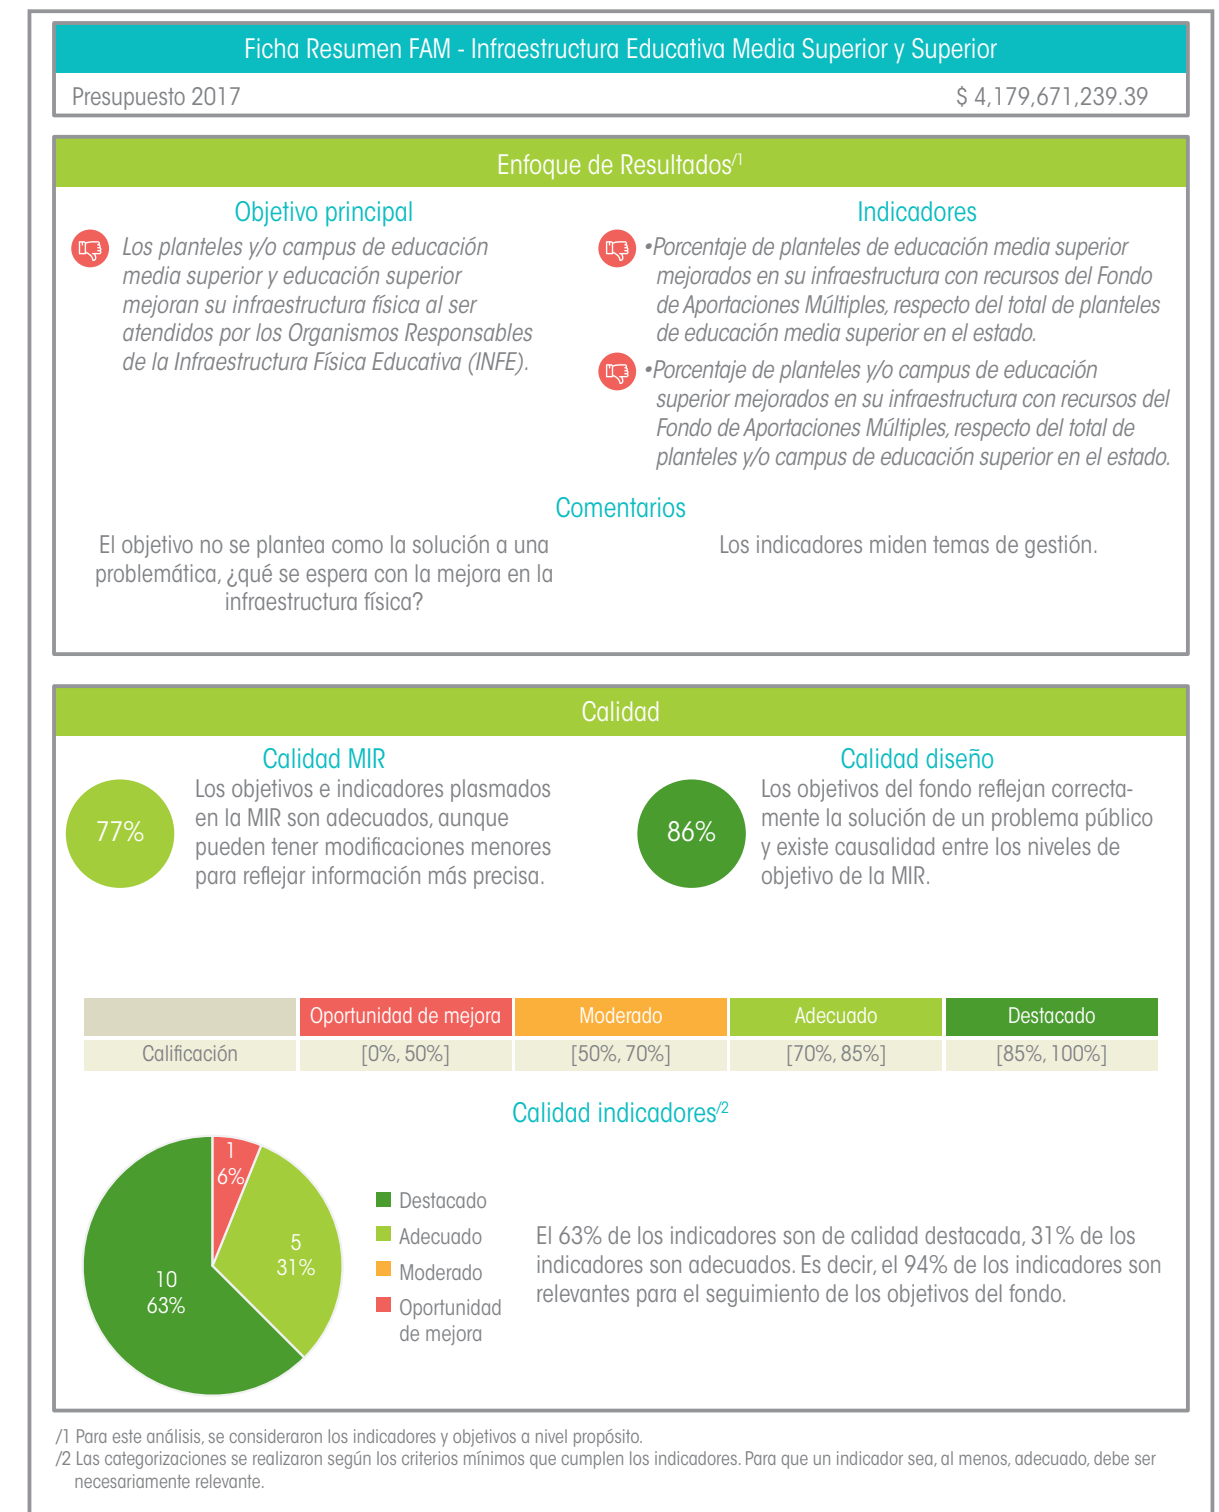 Ficha Resumen FAM - Infraestructura Educativa Media Superior y Superior
Presupuesto 2017 $ 4,179,671,239.39
Enfoque de Resultados/1
Objetivo principal
Los planteles y/o campus de educación
media superior y educación superior
mejoran su infraestructura física al ser
atendidos por los Organismos Responsables
de la Infraestructura Física Educativa (INFE).
Indicadores
•Porcentaje de planteles de educación media superior
mejorados en su infraestructura con recursos del Fondo
de Aportaciones Múltiples, respecto del total de planteles
de educación media superior en el estado.
•Porcentaje de planteles y/o campus de educación
superior mejorados en su infraestructura con recursos del
Fondo de Aportaciones Múltiples, respecto del total de
planteles y/o campus de educación superior en el estado.
Comentarios
El objetivo no se plantea como la solución a una
problemática, ¿qué se espera con la mejora en la
infraestructura física?
Los indicadores miden temas de gestión.
Calidad
Calidad MIR
77%
Los objetivos e indicadores plasmados
en la MIR son adecuados, aunque
pueden tener modificaciones menores
para reflejar información más precisa.
Calidad diseño
86%
Los objetivos del fondo reflejan correcta-
mente la solución de un problema público
y existe causalidad entre los niveles de
objetivo de la MIR.
Oportunidad de mejora Moderado Adecuado Destacado
Calificación [0%, 50%] [50%, 70%] [70%, 85%] [85%, 100%]
Calidad indicadores/2
1
6%
5
31%
10
63%
Destacado
Adecuado
Moderado
Oportunidad
de mejora
El 63% de los indicadores son de calidad destacada, 31% de los
indicadores son adecuados. Es decir, el 94% de los indicadores son
relevantes para el seguimiento de los objetivos del fondo.
/1 Para este análisis, se consideraron los indicadores y objetivos a nivel propósito.
/2 Las categorizaciones se realizaron según los criterios mínimos que cumplen los indicadores. Para que un indicador sea, al menos, adecuado, debe ser
necesariamente relevante.